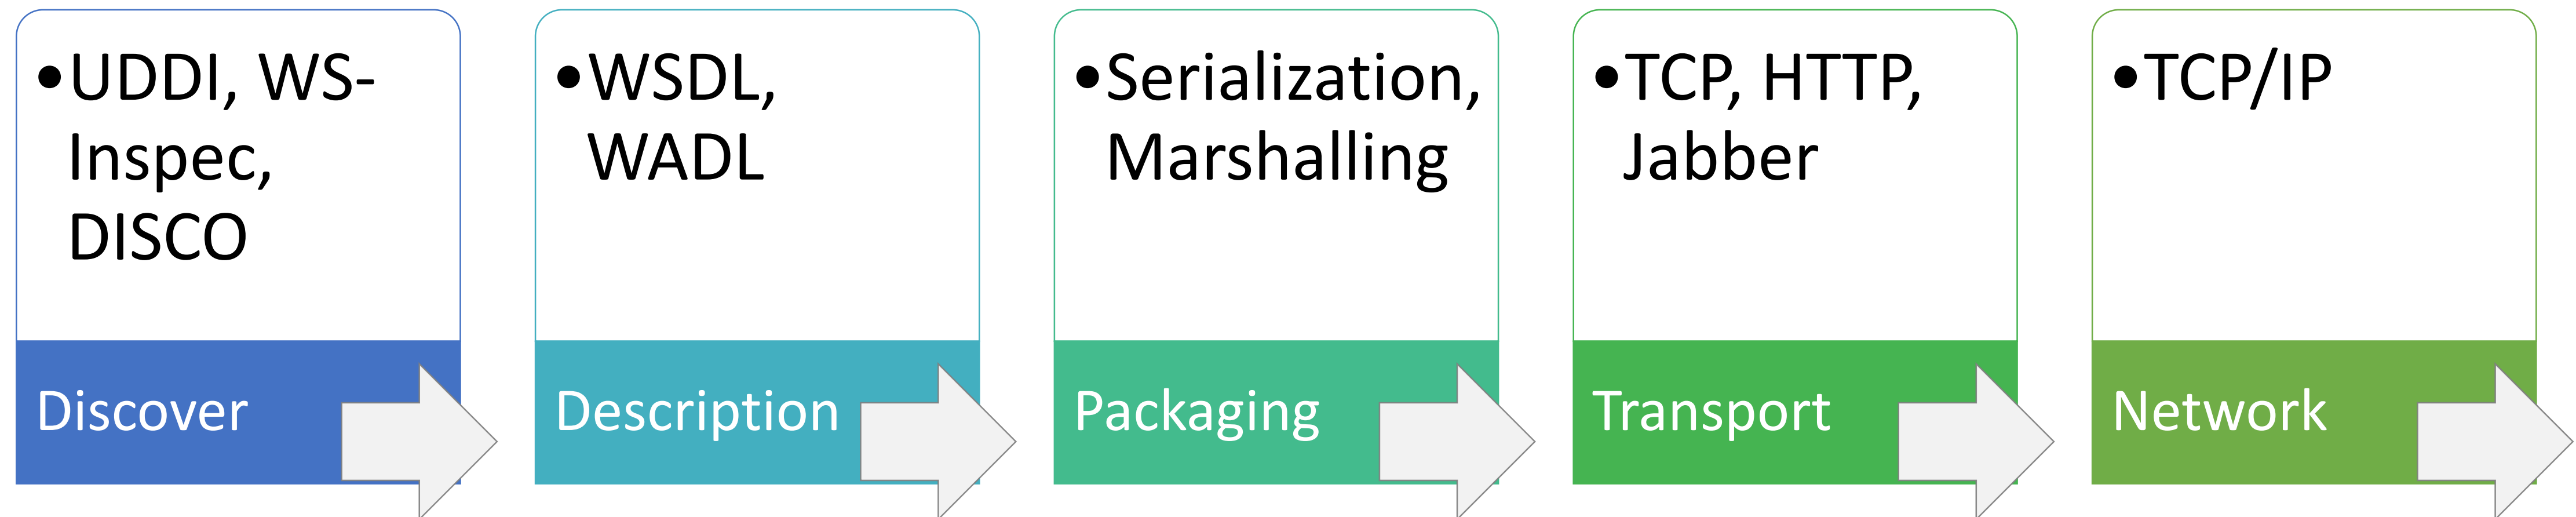 •UDDI, WS-
Inspec,
DISCO
Discover
•WSDL,
WADL
Description
•Serialization,
Marshalling
Packaging
•TCP, HTTP,
Jabber
Transport
•TCP/IP
Network